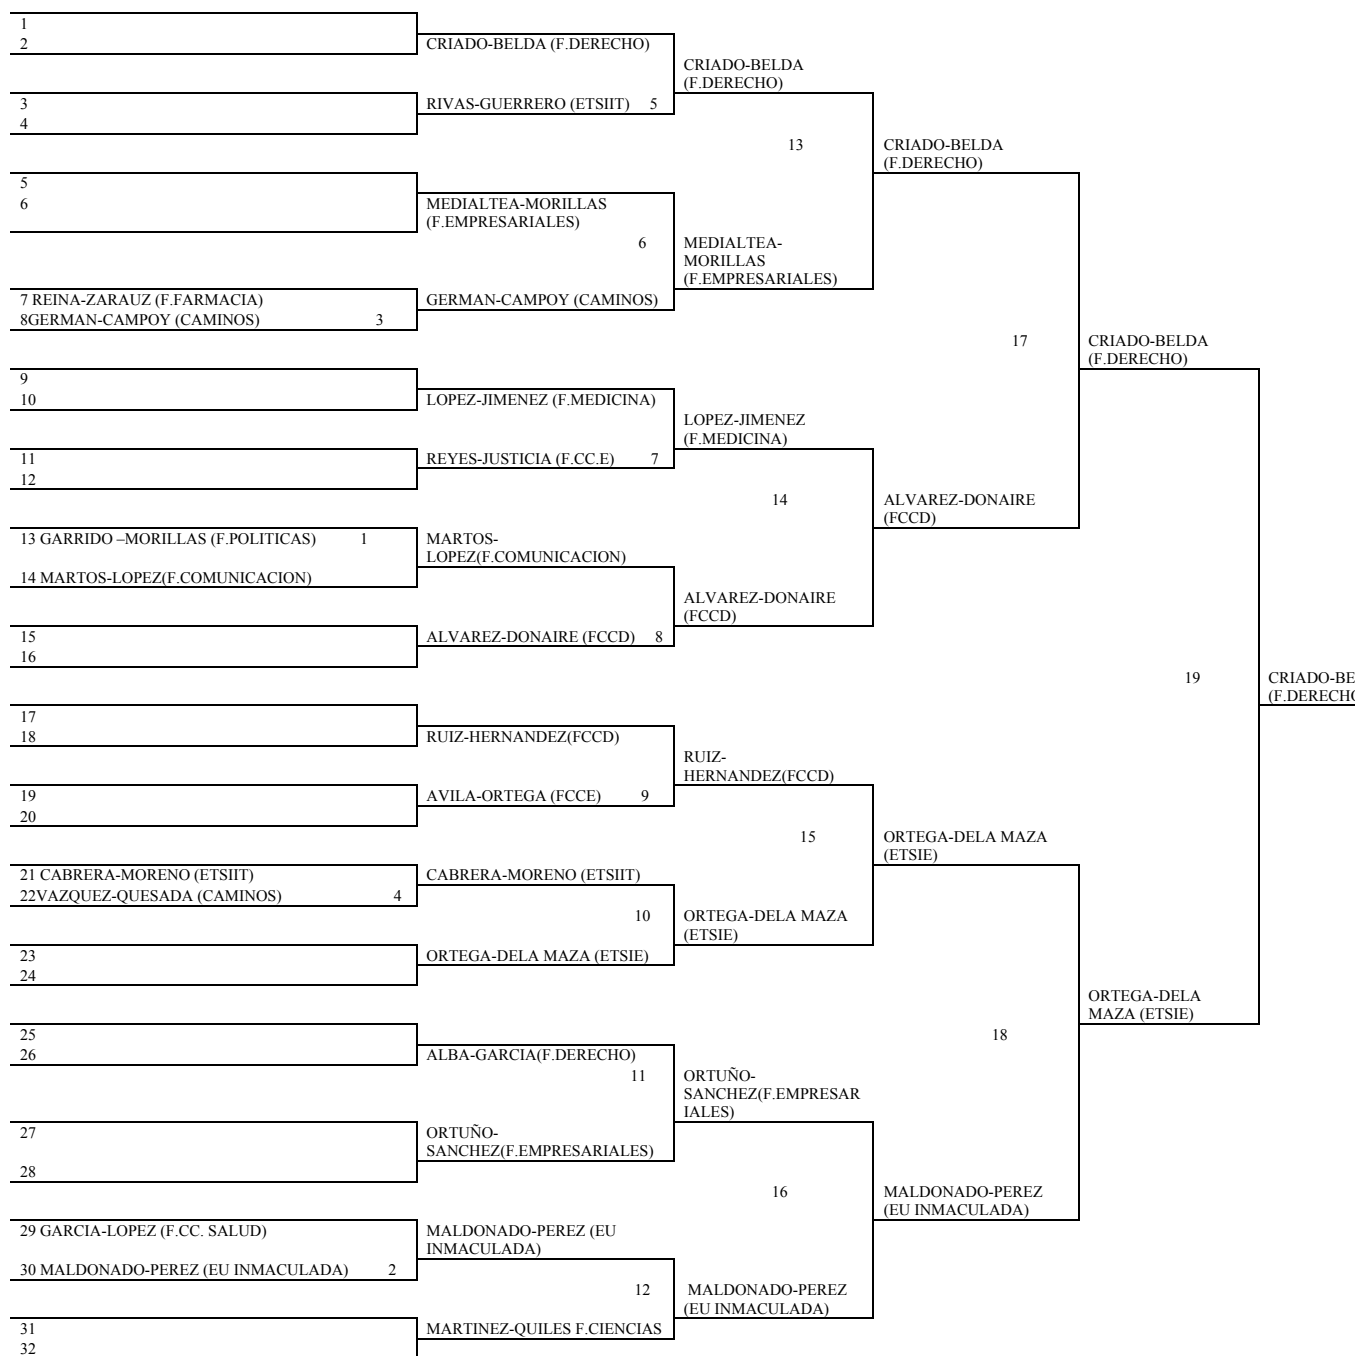 1
2
CRIADO-BELDA (F.DERECHO)
CRIADO-BELDA
(F.DERECHO)
3
RIVAS-GUERRERO (ETSIIT) 5
4
13
CRIADO-BELDA
(F.DERECHO)
5
6
MEDIALTEA-MORILLAS
(F.EMPRESARIALES)
6
MEDIALTEA-
MORILLAS
(F.EMPRESARIALES)
7 REINA-ZARAUZ (F.FARMACIA)
GERMAN-CAMPOY (CAMINOS)
8GERMAN-CAMPOY (CAMINOS) 3
17
CRIADO-BELDA
(F.DERECHO)
9
10
LOPEZ-JIMENEZ (F.MEDICINA)
LOPEZ-JIMENEZ
(F.MEDICINA)
11
REYES-JUSTICIA (F.CC.E) 7
12
14
ALVAREZ-DONAIRE
(FCCD)
13 GARRIDO –MORILLAS (F.POLITICAS) 1
MARTOS-
LOPEZ(F.COMUNICACION)
14 MARTOS-LOPEZ(F.COMUNICACION)
ALVAREZ-DONAIRE
(FCCD)
15
ALVAREZ-DONAIRE (FCCD) 8
16
19
CRIADO-BE
(F.DERECHO
17
18
RUIZ-HERNANDEZ(FCCD)
RUIZ-
HERNANDEZ(FCCD)
19
AVILA-ORTEGA (FCCE) 9
20
15
ORTEGA-DELA MAZA
(ETSIE)
21 CABRERA-MORENO (ETSIIT)
CABRERA-MORENO (ETSIIT)
22VAZQUEZ-QUESADA (CAMINOS) 4
10
ORTEGA-DELA MAZA
(ETSIE)
23
ORTEGA-DELA MAZA (ETSIE)
24
ORTEGA-DELA
MAZA (ETSIE)
25
18
26
ALBA-GARCIA(F.DERECHO)
11
ORTUÑO-
SANCHEZ(F.EMPRESAR
IALES)
27
ORTUÑO-
SANCHEZ(F.EMPRESARIALES)
28
16
MALDONADO-PEREZ
(EU INMACULADA)
29 GARCIA-LOPEZ (F.CC. SALUD)
MALDONADO-PEREZ (EU
INMACULADA)
30 MALDONADO-PEREZ (EU INMACULADA) 2
12
MALDONADO-PEREZ
(EU INMACULADA)
31
MARTINEZ-QUILES F.CIENCIAS
32